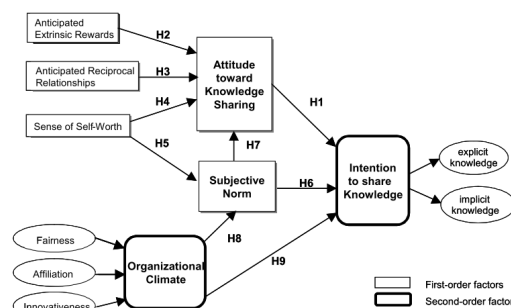 Anticipated
Extrinsic Rewards
H2
Anticipated Reciprocal
Relationships
H3
Attitude
toward
Knowledge
Sharing
H4
Sense of Self-Worth
H5
H1
H7
Subjective
Norm
H6
Intention
to share
Knowledge
explicit
knowledge
implicit
knowledge
H8
Fairness
Affiliation
Innovativeness
Organizational
Climate
H9
First-order factors
Second-order factor